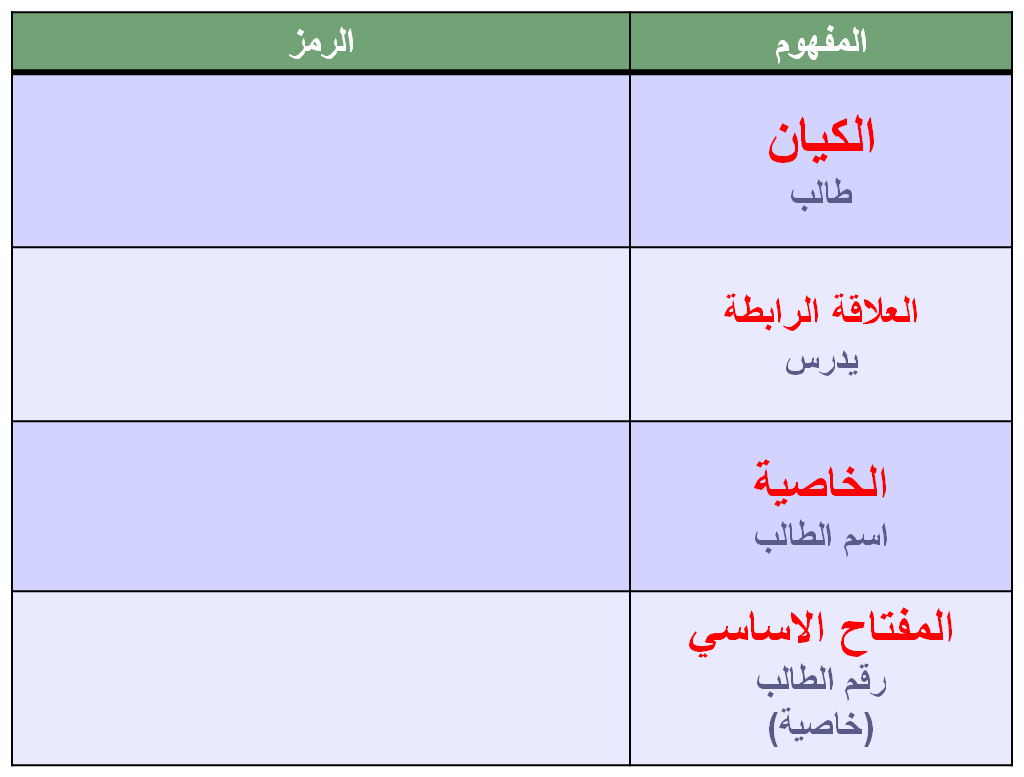 المفهوم
الرمز
الكيان
طالب
العلاقة الرابطة
يدرس
الخاصية
اسم الطالب
المفتاح الاساسي
رقم الطالب
(خاصية)